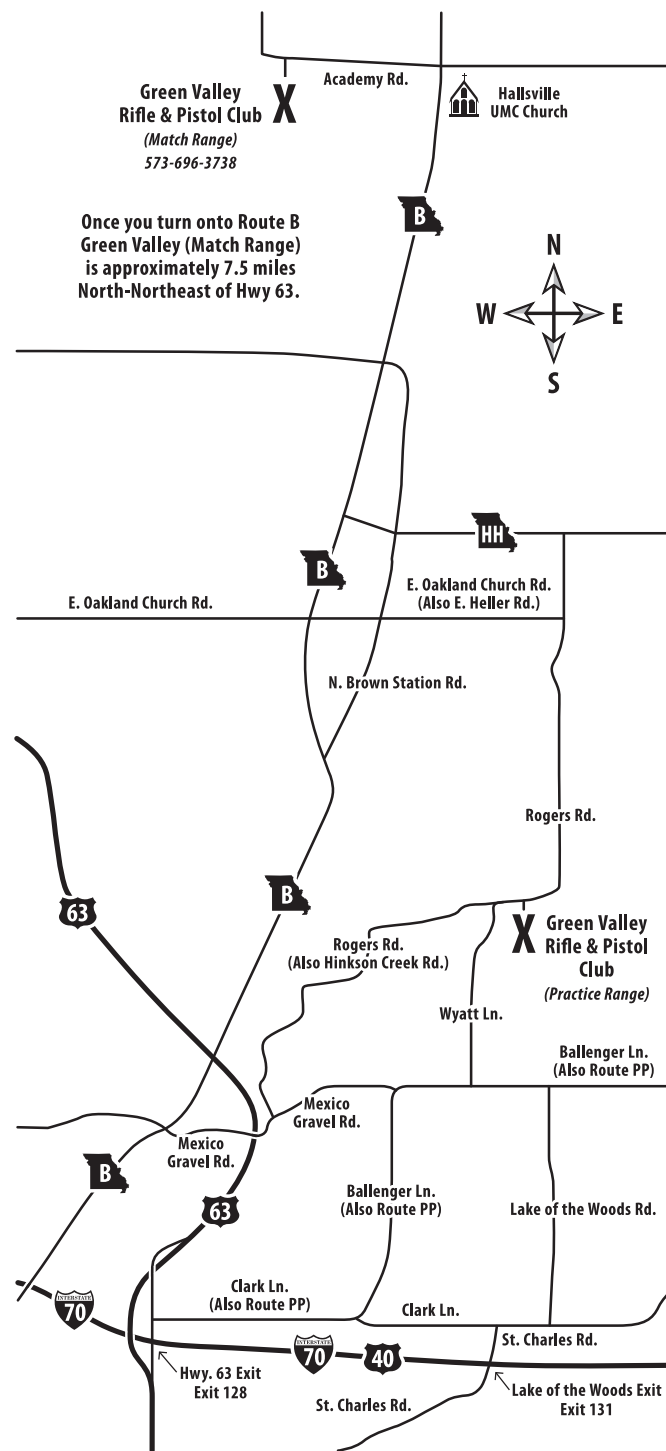 Academy Rd.
Green Valley
Rifle & Pistol Club
(Match Range)
573-696-3738
X
Hallsville
UMC Church
B
Once you turn onto Route B
Green Valley (Match Range)
is approximately 7.5 miles
North-Northeast of Hwy 63.
N
W
E
S
HH
B
E. Oakland Church Rd.
E. Oakland Church Rd.
(Also E. Heller Rd.)
N. Brown Station Rd.
Rogers Rd.
B
63
Rogers Rd.
(Also Hinkson Creek Rd.)
X
Green Valley
Rifle & Pistol
Club
(Practice Range)
Wyatt Ln.
Ballenger Ln.
(Also Route PP)
Mexico
Gravel Rd.
Mexico
Gravel Rd.
B
63
Ballenger Ln.
(Also Route PP)
Lake of the Woods Rd.
Clark Ln.
(Also Route PP)
Clark Ln.
St. Charles Rd.
INTERSTATE
70
INTERSTATE
70
40
Hwy. 63 Exit
Exit 128
St. Charles Rd.
Lake of the Woods Exit
Exit 131